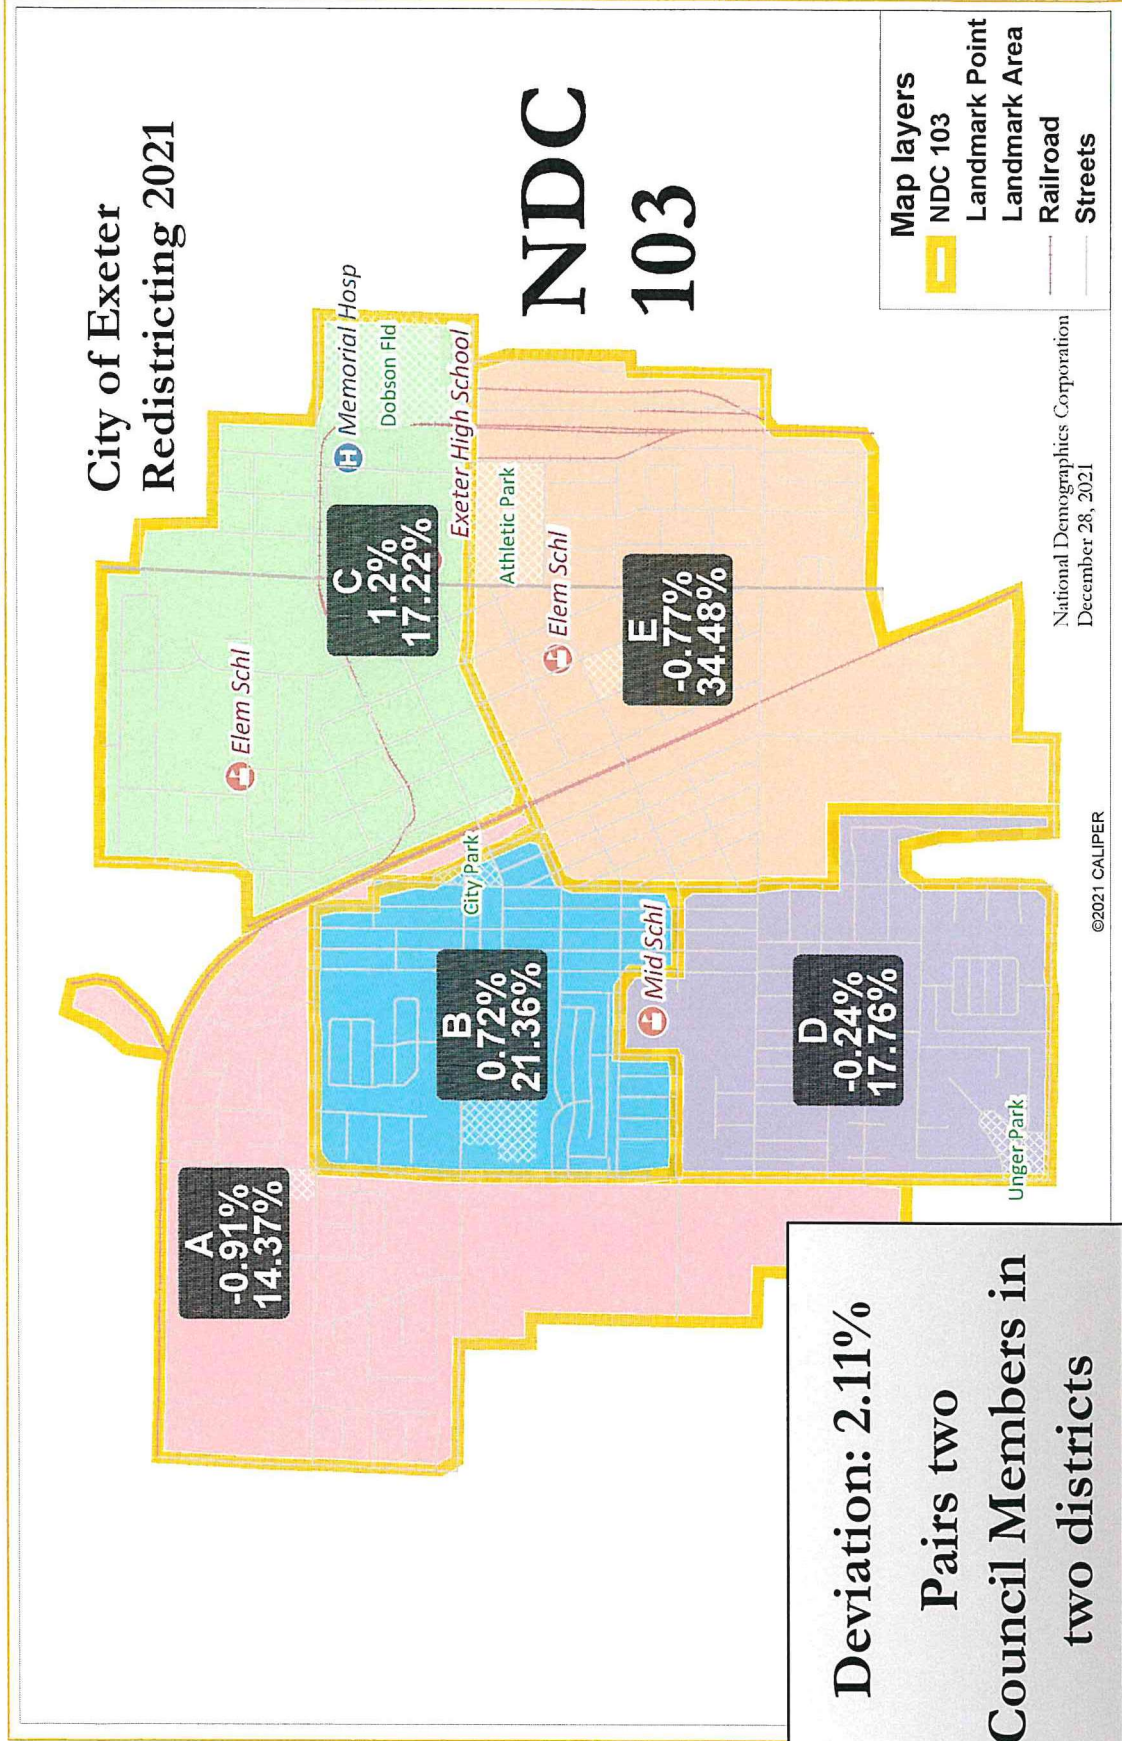 City of Exeter
Redistricting 2021
NDC
103
Elem Schl
Memorial Hosp
Dobson Fld
Exeter High School
C
1.2%
17.22%
Athletic Park
Elem Schl
E
-0.77%
34.48%
City Park
B
0.72%
21.36%
Mid Schl
A
-0.91%
14.37%
D
-0.24%
17.76%
Unger Park
Deviation: 2.11%
Pairs two
Council Members in
two districts
©2021 CALIPER
National Demographics Corporation
December 28, 2021
Map layers
NDC 103
Landmark Point
Landmark Area
Railroad
Streets